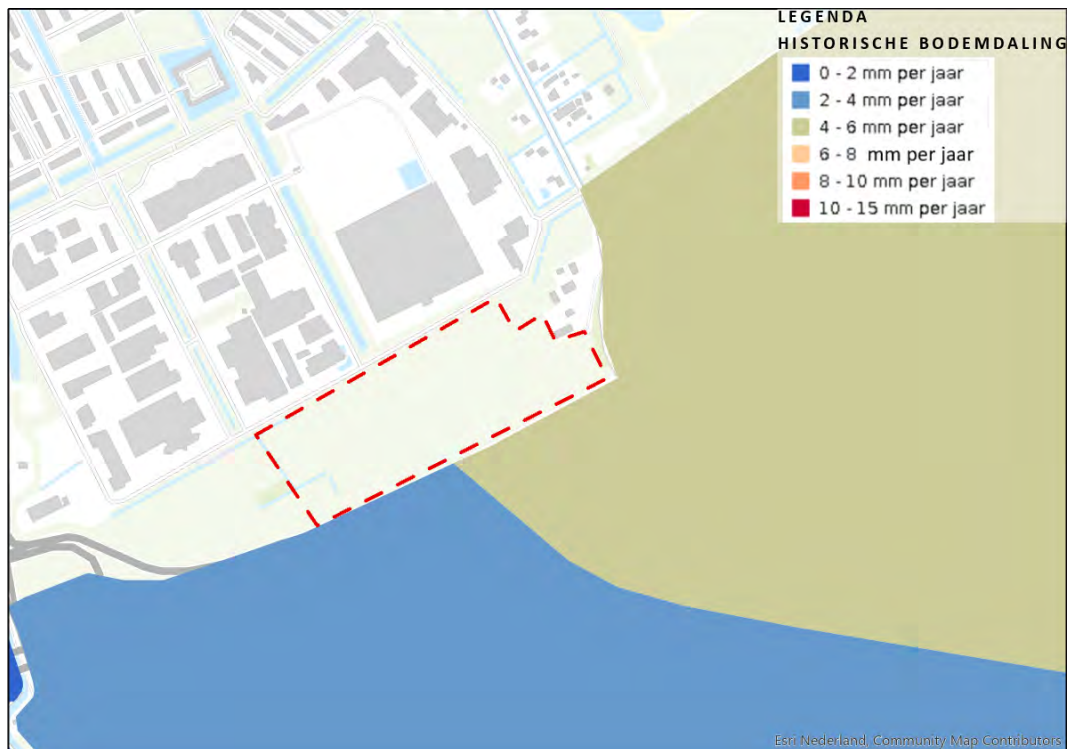 LEGENDA
HISTORISCHE BODEMDALING
0 - 2 mm per jaar
2 - 4 mm per jaar
4 - 6 mm per jaar
6 - 8 mm per jaar
8 - 10 mm per jaar
10 - 15 mm per jaar
Esri Nederland, Community Map Contributors